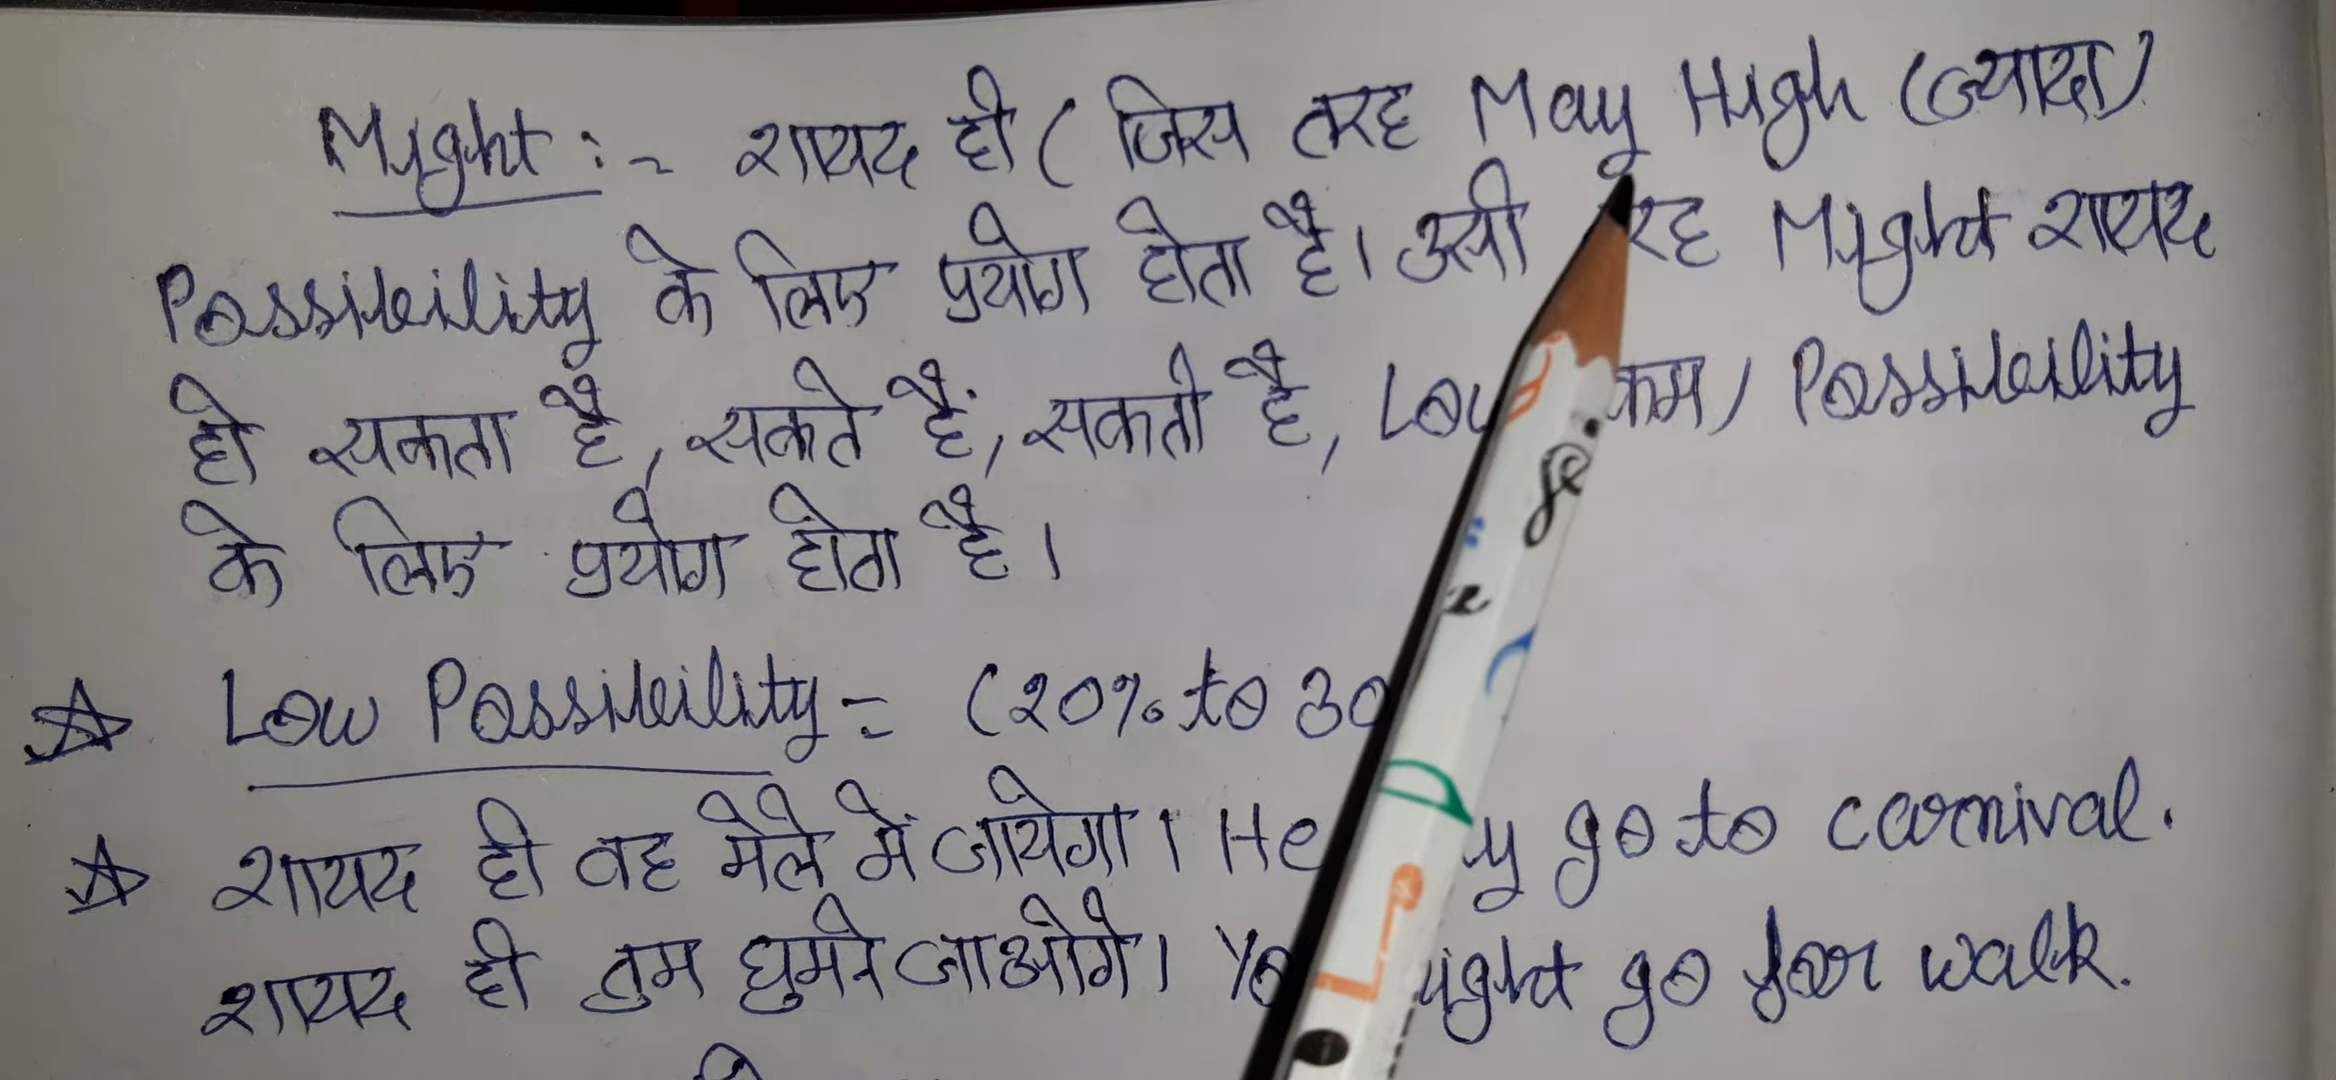 Might :- शायद ही ( जिस तरह May High (ज्यादा)
Possibility के लिए प्रयोग होता है। उसी रह Might शायद
हो सकता है, सकते हैं, सकती है, Low कम) Possibility
के लिए प्रयोग होता है।
☆ Low Possibility = (20% to 30
☆ शायद ही वह मेले में जायेगा। He y go to carnival.
शायद ही तुम घुमने जाओगे। Yo ight go for walk.